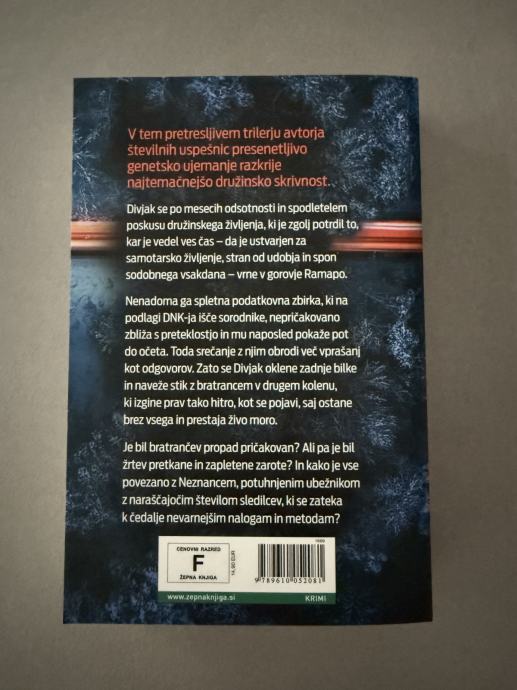 V tem pretresljivem trilerju avtorja
številnih uspešnic presenetljivo
genetsko ujemanje razkrije
najtemačnejšo družinsko skrivnost.
Divjak se po mesecih odsotnosti in spodletelem
poskusu družinskega življenja, ki je zgolj potrdil to,
kar je vedel ves čas – da je ustvarjen za
samotarsko življenje, stran od udobja in spon
sodobnega vsakdana – vrne v gorovje Ramapo.
Nenadoma ga spletna podatkovna zbirka, ki na
podlagi DNK-ja išče sorodnike, nepričakovano
zbliža s preteklostjo in mu naposled pokaže pot
do očeta. Toda srečanje z njim obrodi več vprašanj
kot odgovorov. Zato se Divjak oklene zadnje bilke
in naveže stik z bratrancem v drugem kolenu,
ki izgine prav tako hitro, kot se pojavi, saj ostane
brez vsega in prestaja živo moro.
Je bil bratrančev propad pričakovan? Ali pa je bil
žrtev pretkane in zapletene zarote? In kako je vse
povezano z Neznancem, potuhnjenim ubežnikom
z naraščajočim številom sledilcev, ki se zateka
k čedalje nevarnejšim nalogam in metodam?
CENOVNI RAZRED
F
ŽEPNA KNJIGA
14,90 EUR
1469
9 789610 052081
www.zepnaknjiga.si
KRIMI